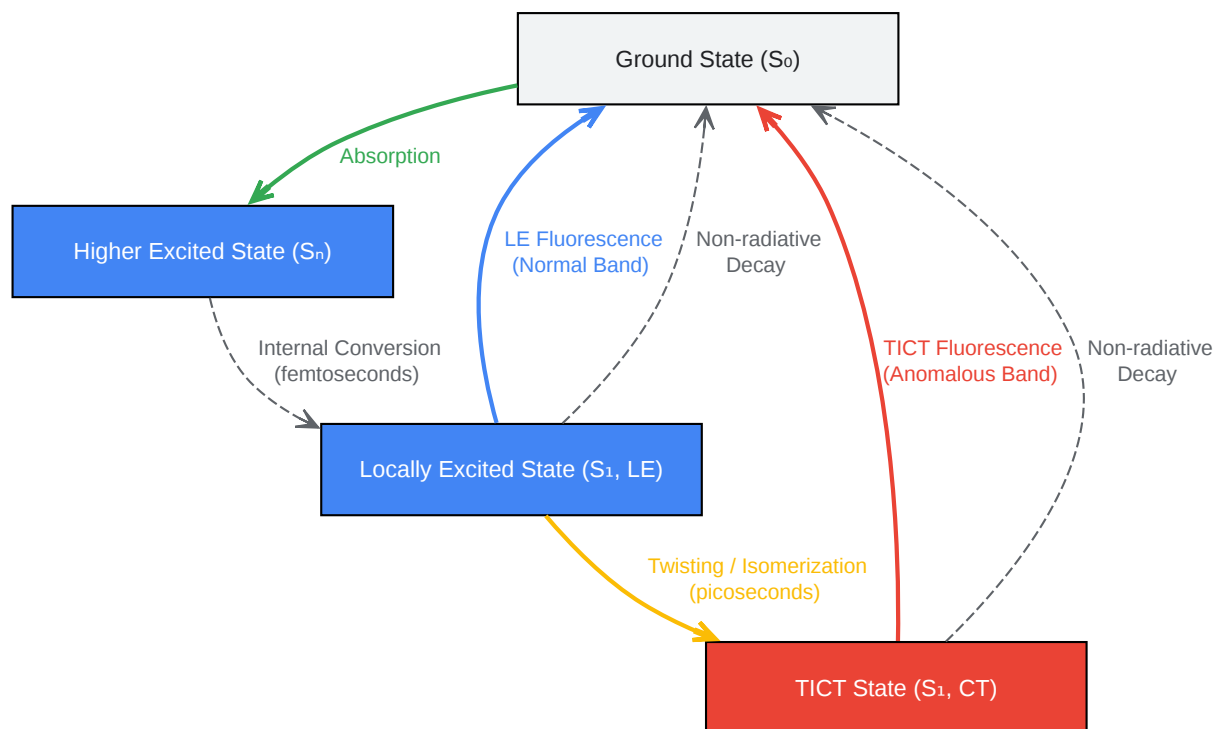 Ground State (S₀)
Absorption
Higher Excited State (Sₙ)
LE Fluorescence
(Normal Band)
Non-radiative
Decay
Internal Conversion
(femtoseconds)
TICT Fluorescence
(Anomalous Band)
Non-radiative
Decay
Locally Excited State (S₁, LE)
Twisting / Isomerization
(picoseconds)
TICT State (S₁, CT)